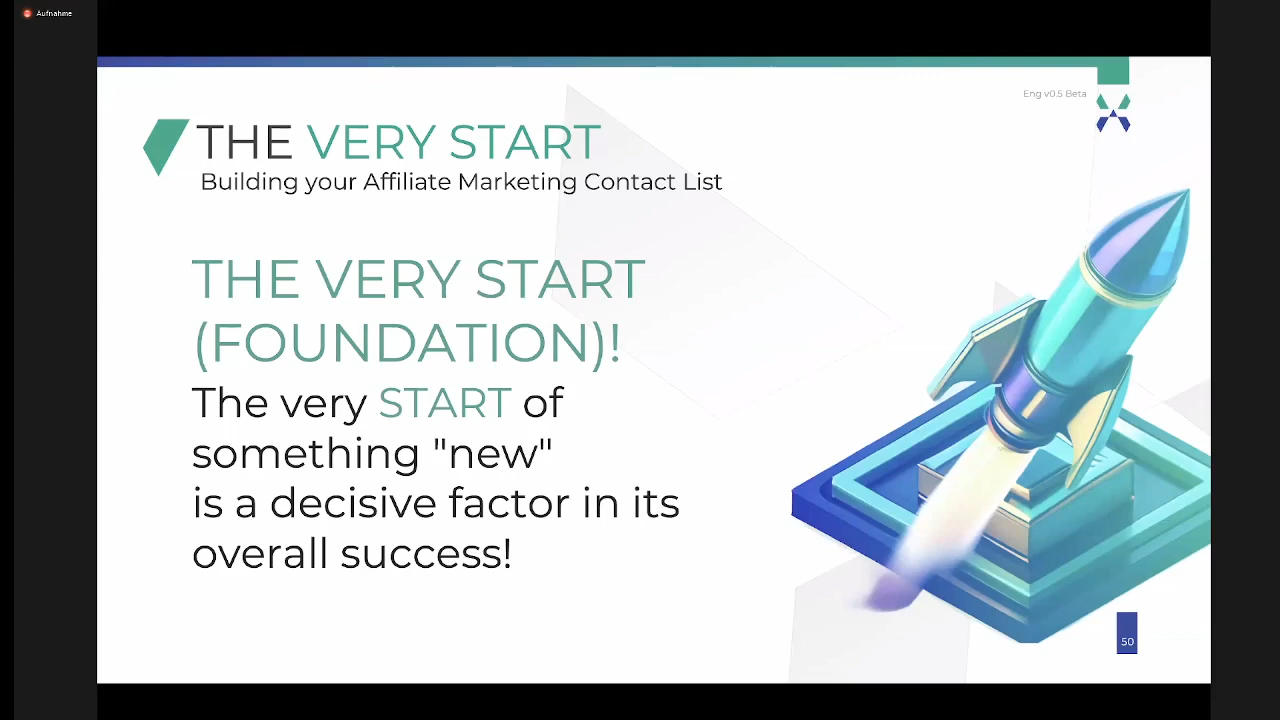 Aufnahme
Eng v0.5 Beta
THE VERY START
Building your Affiliate Marketing Contact List
THE VERY START
(FOUNDATION)!
The very START of
something "new"
is a decisive factor in its
overall success!
50